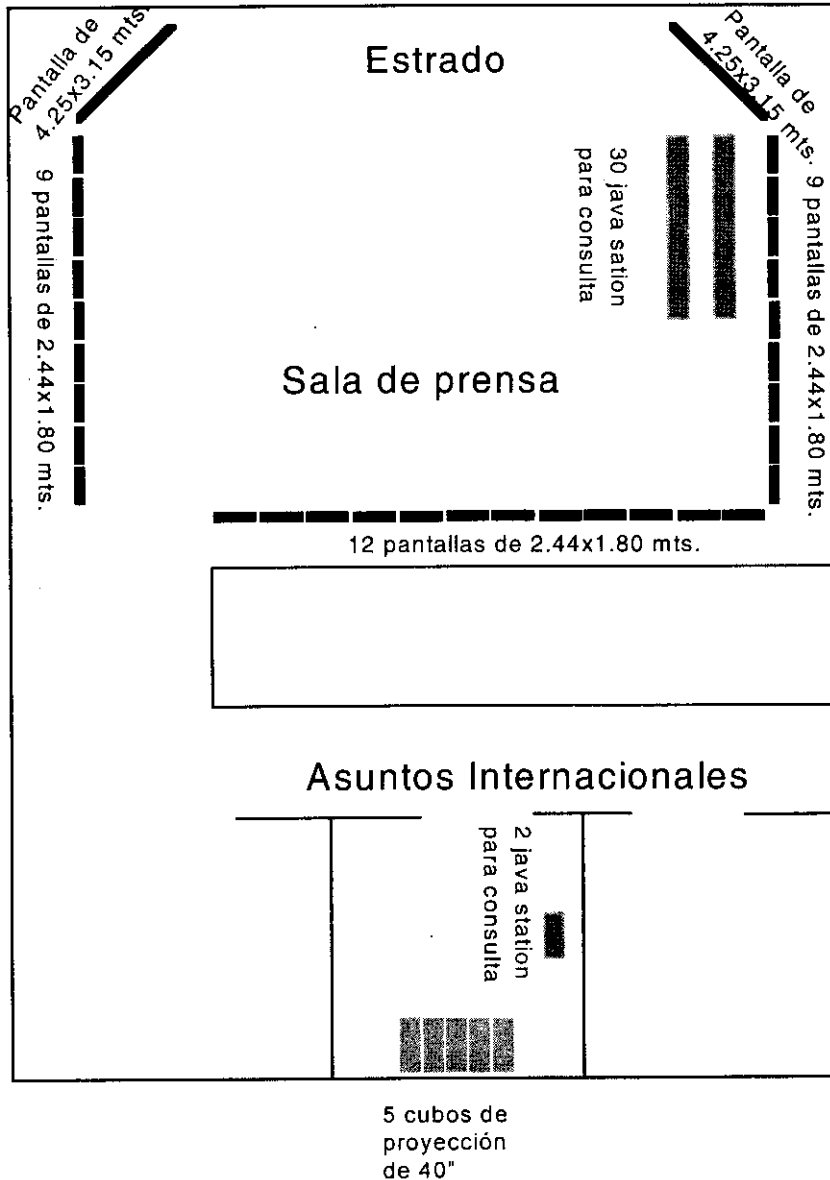 Pantalla de
4.25x3.15 mts.
Estrado
Pantalla de
4.25x3.15 mts.
9 pantallas de 2.44x1.80 mts.
30 java sation
para consulta
9 pantallas de 2.44x1.80 mts.
Sala de prensa
12 pantallas de 2.44x1.80 mts.
Asuntos Internacionales
2 java station
para consulta
5 cubos de
proyección
de 40"